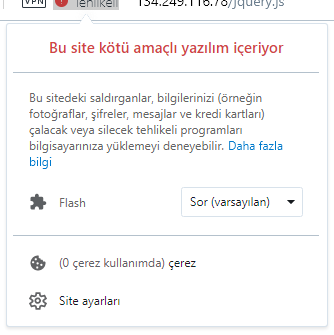 VPN Tehlikeli 134.249.116.78/jquery.js
Bu site kötü amaçlı yazılım içeriyor
Bu sitedeki saldırganlar, bilgilerinizi (örneğin
fotoğraflar, şifreler, mesajlar ve kredi kartları)
çalacak veya silecek tehlikeli programları
bilgisayarınıza yüklemeyi deneyebilir. Daha fazla
bilgi
Flash Sor (varsayılan)
(0 çerez kullanımda) çerez
Site ayarları